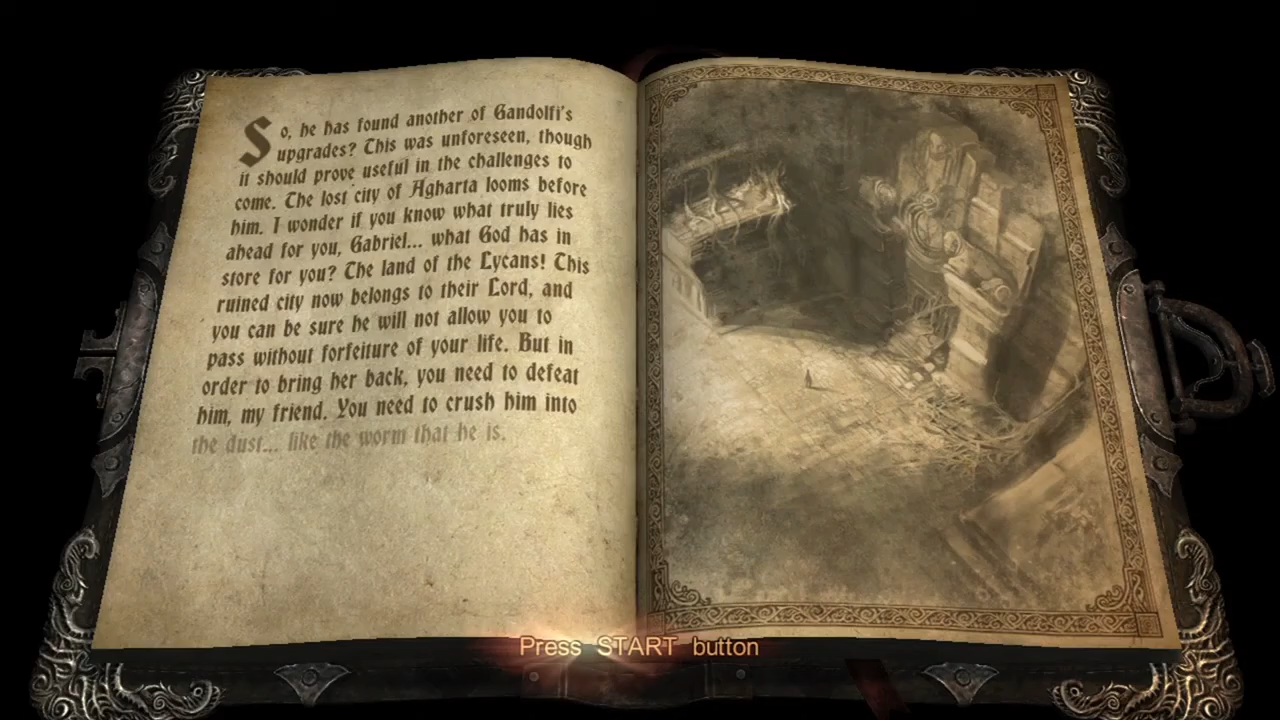 So, he has found another of Gandolfi's
upgrades? This was unforeseen, though
it should prove useful in the challenges to
come. The lost city of Agharta looms before
him. I wonder if you know what truly lies
ahead for you, Gabriel... what God has in
store for you? The land of the Lycans! This
ruined city now belongs to their Lord, and
you can be sure he will not allow you to
pass without forfeiture of your life. But in
order to bring her back, you need to defeat
him, my friend. You need to crush him into
the dust... like the worm that he is.
Press START button